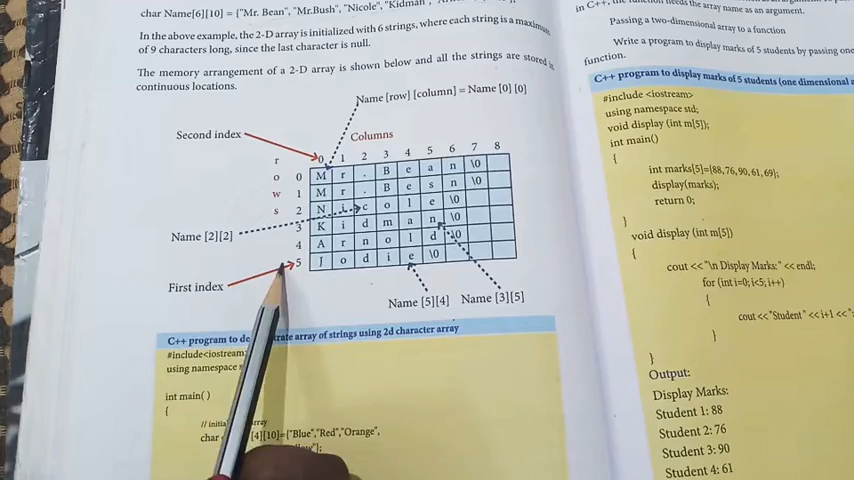 char Name[6][10] = {"Mr. Bean", "Mr.Bush", "Nicole", "Kidman",
In the above example, the 2-D array is initialized with 6 strings, where each string is a maximum
of 9 characters long, since the last character is null.
The memory arrangement of a 2-D array is shown below and all the strings are stored in
continuous locations.
Name [row] [column] = Name [0] [0]
Second index
Columns
r o w s
0 1 2 3 4 5 6 7 8
0 M r . B e a n \0
1 M r . B e s n \0
2 N i c o l e \0
3 K i d m a n \0
4 A r n o l d \0
5 J o d i e \0
Name [2][2]
First index
Name [5][4] Name [3][5]
C++ program to de rate array of strings using 2d character array
#include<iostream>
using namespace
int main( )
{
// initia array
char [4][10]={"Blue","Red","Orange",
"};
in C++, the function needs the array name as an argument.
Passing a two-dimensional array to a function
Write a program to display marks of 5 students by passing one
function.
C++ program to display marks of 5 students (one dimensional a
#include <iostream>
using namespace std;
void display (int m[5]);
int main()
{
int marks[5]={88,76,90,61,69};
display(marks);
return 0;
}
void display (int m[5])
{
cout <<"\n Display Marks:" << endl;
for (int i=0; i<5; i++)
{
cout <<"Student" << i+1 <<":
}
}
Output:
Display Marks:
Student 1: 88
Student 2: 76
Student 3: 90
Student 4: 61